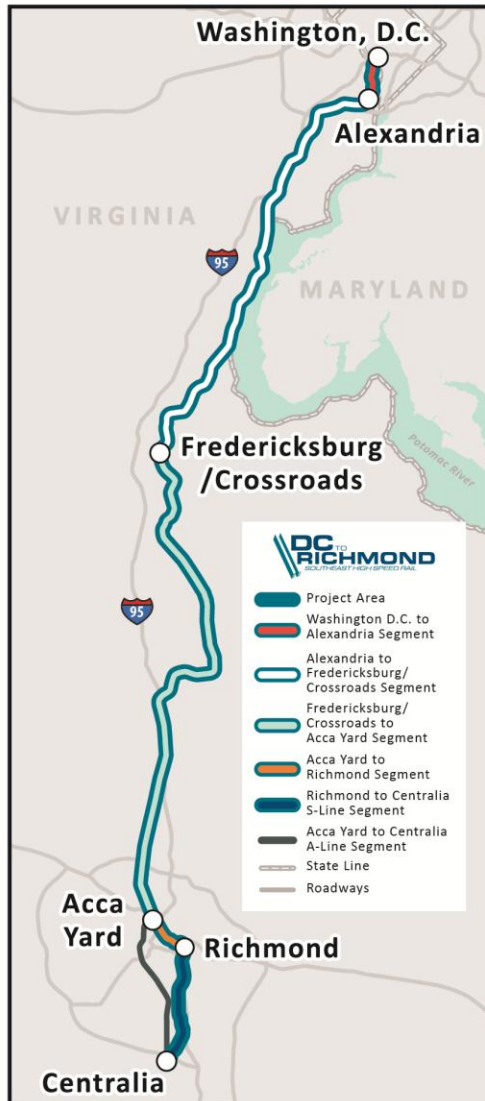 Washington, D.C.
Alexandria
VIRGINIA
95
MARYLAND
Fredericksburg
/Crossroads
Potomac River
95
DC TO
RICHMOND
SOUTHEAST HIGH SPEED RAIL
Project Area
Washington D.C. to
Alexandria Segment
Alexandria to
Fredericksburg/
Crossroads Segment
Fredericksburg/
Crossroads to
Acca Yard Segment
Acca Yard to
Richmond Segment
Richmond to Centralia
S-Line Segment
Acca Yard to Centralia
A-Line Segment
State Line
Roadways
Acca
Yard
Richmond
Centralia